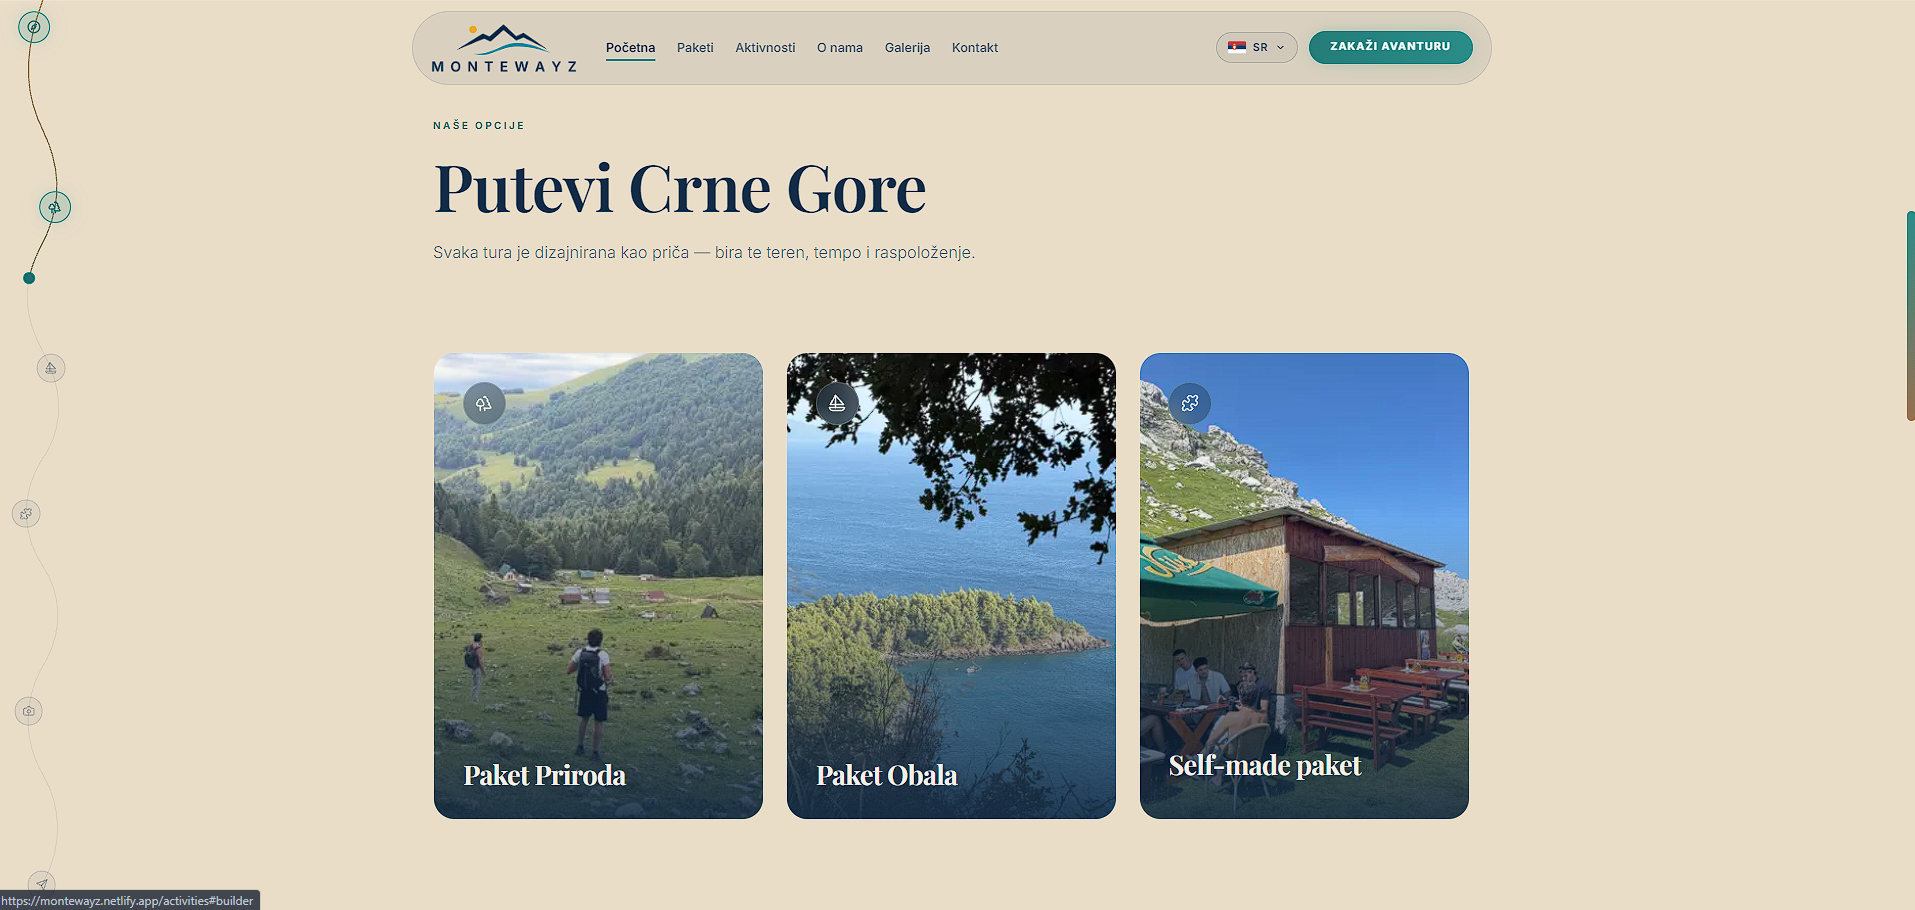 MONTEWAYZ
Početna Paketi Aktivnosti O nama Galerija Kontakt
SR
ZAKAŽI AVANTURU
NAŠE OPCIJE
Putevi Crne Gore
Svaka tura je dizajnirana kao priča — bira te teren, tempo i raspoloženje.
Paket Priroda
Paket Obala
Self-made paket
https://montewayz.netlify.app/activities#builder